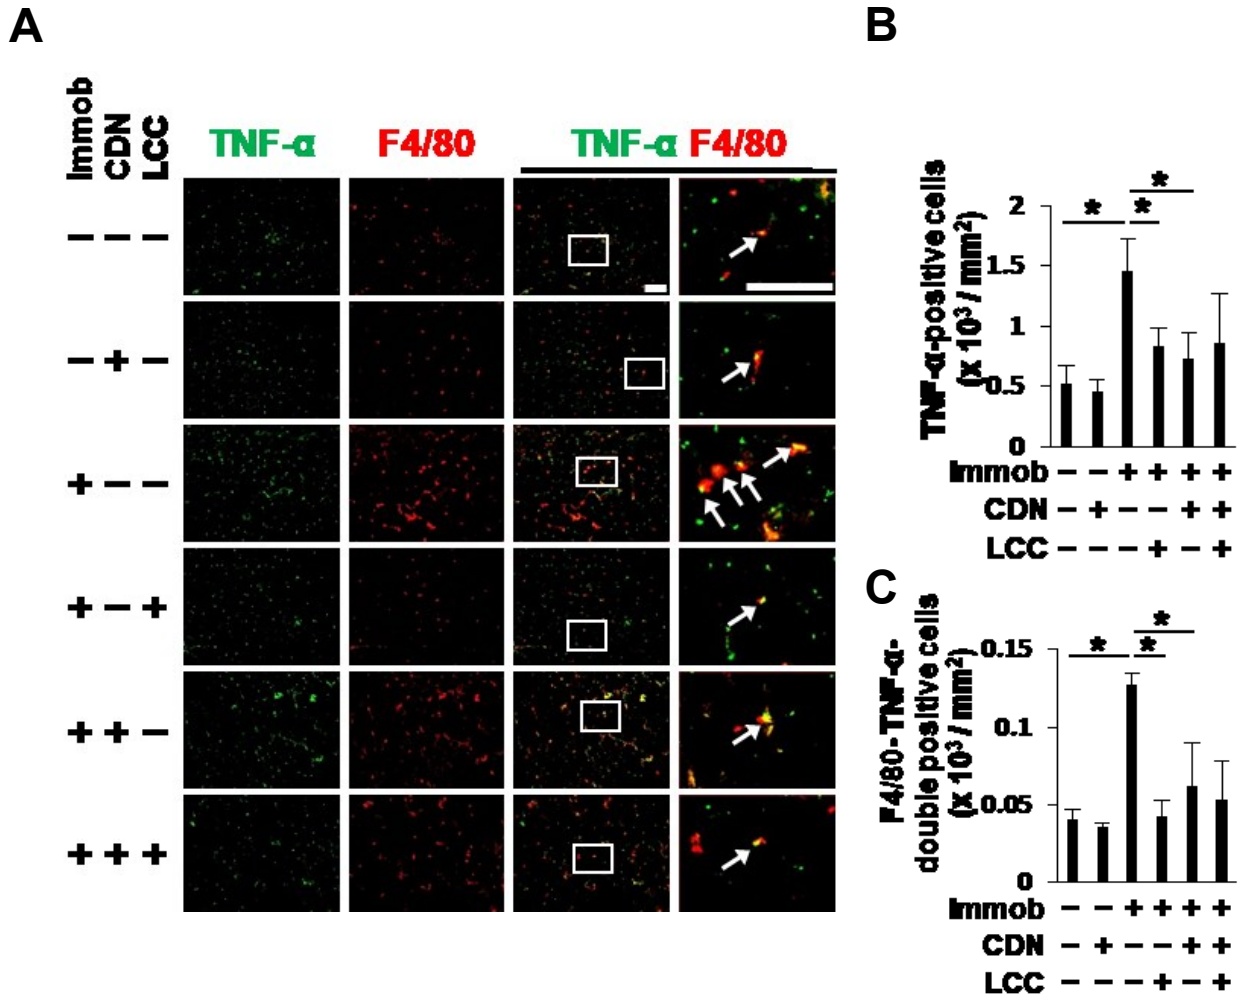 A
Immob
CDN
LCC
TNF-α
F4/80
TNF-α F4/80
− − −
− + −
+ − −
+ − +
+ + −
+ + +
B
TNF-α-positive cells
(x 10³ / mm²)
2
1.5
1
0.5
0
* * *
Immob − − + + + +
CDN − + − − + +
LCC − − − + − +
C
F4/80- TNF-α-
double positive cells
(x 10³ / mm²)
0.15
0.1
0.05
0
* * *
Immob − − + + + +
CDN − + − − + +
LCC − − − + − +